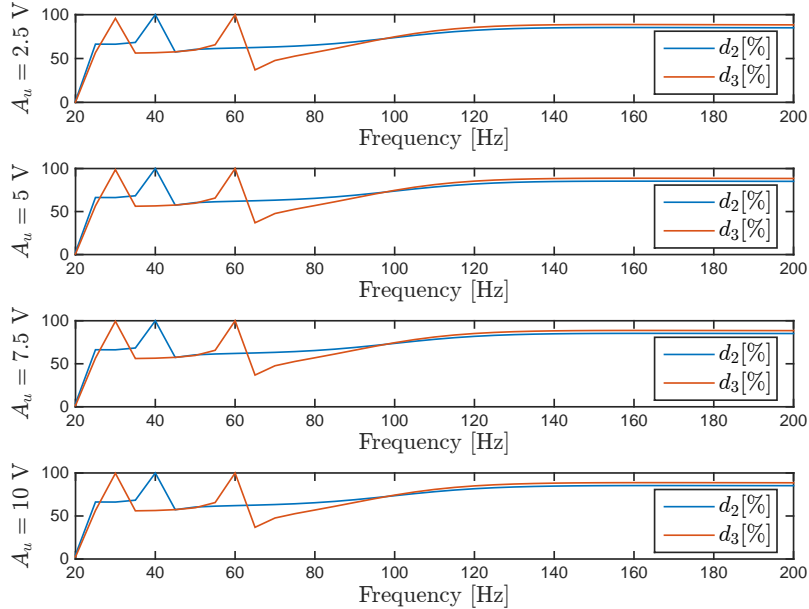 100
50
0
A_u = 2.5 V
20 40 60 80 100 120 140 160 180 200
Frequency [Hz]
d_2[%]
d_3[%]
100
50
0
A_u = 5 V
20 40 60 80 100 120 140 160 180 200
Frequency [Hz]
d_2[%]
d_3[%]
100
50
0
A_u = 7.5 V
20 40 60 80 100 120 140 160 180 200
Frequency [Hz]
d_2[%]
d_3[%]
100
50
0
A_u = 10 V
20 40 60 80 100 120 140 160 180 200
Frequency [Hz]
d_2[%]
d_3[%]